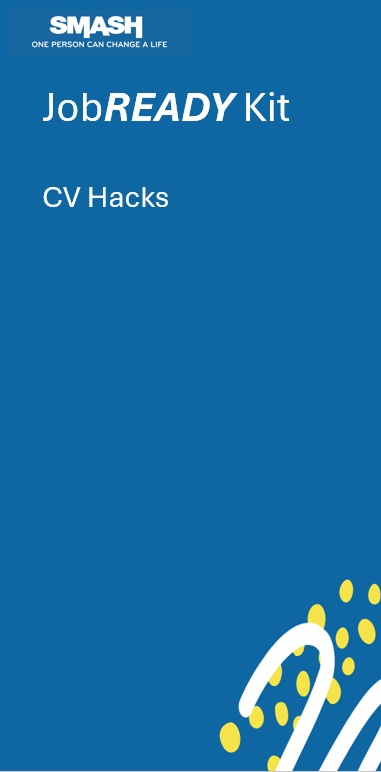 SMASH
ONE PERSON CAN CHANGE A LIFE
JobREADY Kit
CV Hacks